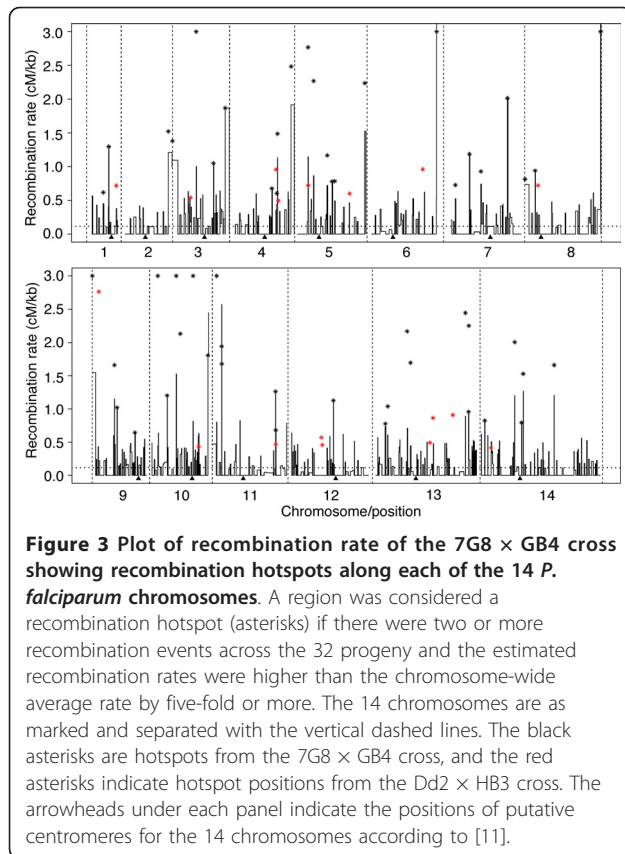 Recombination rate (cM/kb)
3.0
2.5
2.0
1.5
1.0
0.5
0.0
1 2 3 4 5 6 7 8
Recombination rate (cM/kb)
3.0
2.5
2.0
1.5
1.0
0.5
0.0
9 10 11 12 13 14
Chromosome/position
Figure 3 Plot of recombination rate of the 7G8 × GB4 cross
showing recombination hotspots along each of the 14 P.
falciparum chromosomes. A region was considered a
recombination hotspot (asterisks) if there were two or more
recombination events across the 32 progeny and the estimated
recombination rates were higher than the chromosome-wide
average rate by five-fold or more. The 14 chromosomes are as
marked and separated with the vertical dashed lines. The black
asterisks are hotspots from the 7G8 × GB4 cross, and the red
asterisks indicate hotspot positions from the Dd2 × HB3 cross. The
arrowheads under each panel indicate the positions of putative
centromeres for the 14 chromosomes according to [11].